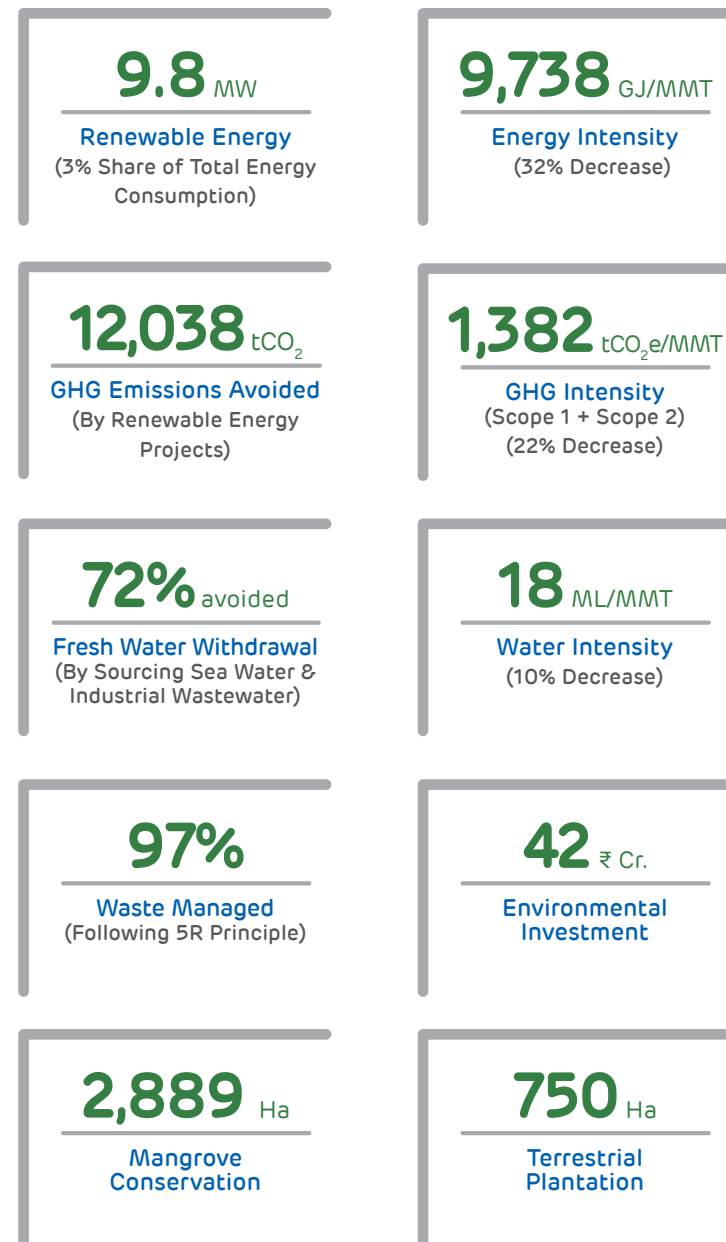 9.8 MW
Renewable Energy
(3% Share of Total Energy
Consumption)
9,738 GJ/MMT
Energy Intensity
(32% Decrease)
12,038 tCO₂
GHG Emissions Avoided
(By Renewable Energy
Projects)
1,382 tCO₂e/MMT
GHG Intensity
(Scope 1 + Scope 2)
(22% Decrease)
72% avoided
Fresh Water Withdrawal
(By Sourcing Sea Water &
Industrial Wastewater)
18 ML/MMT
Water Intensity
(10% Decrease)
97%
Waste Managed
(Following 5R Principle)
42 ₹ Cr.
Environmental
Investment
2,889 Ha
Mangrove
Conservation
750 Ha
Terrestrial
Plantation